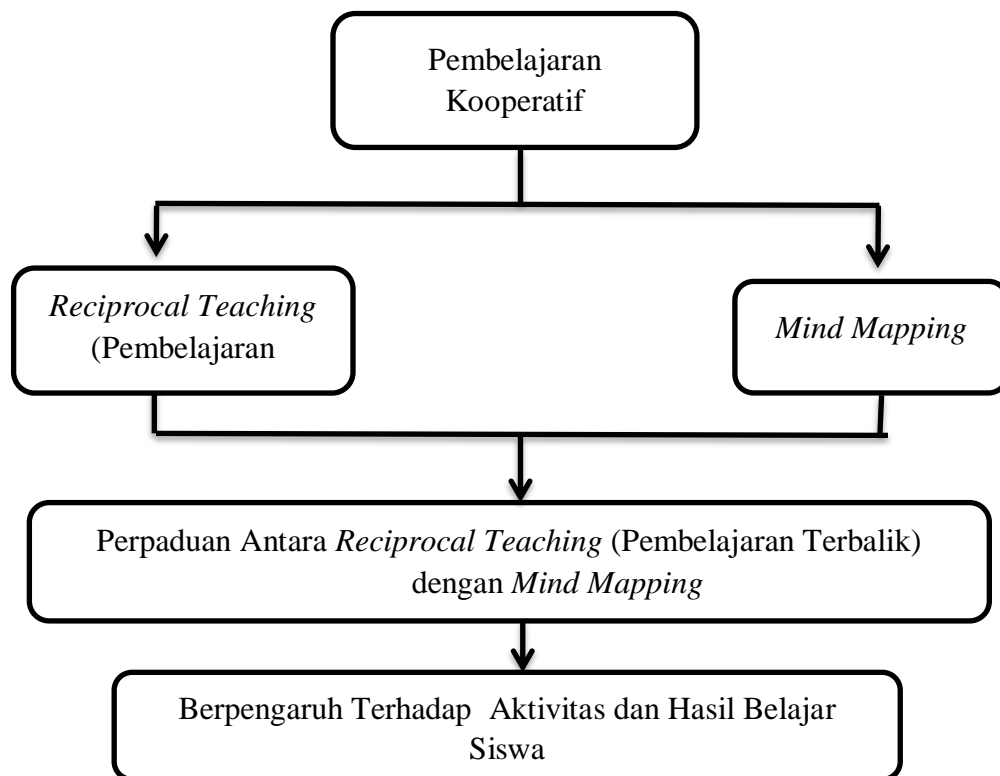 Pembelajaran
Kooperatif
Reciprocal Teaching
(Pembelajaran
Mind Mapping
Perpaduan Antara Reciprocal Teaching (Pembelajaran Terbalik)
dengan Mind Mapping
Berpengaruh Terhadap Aktivitas dan Hasil Belajar
Siswa